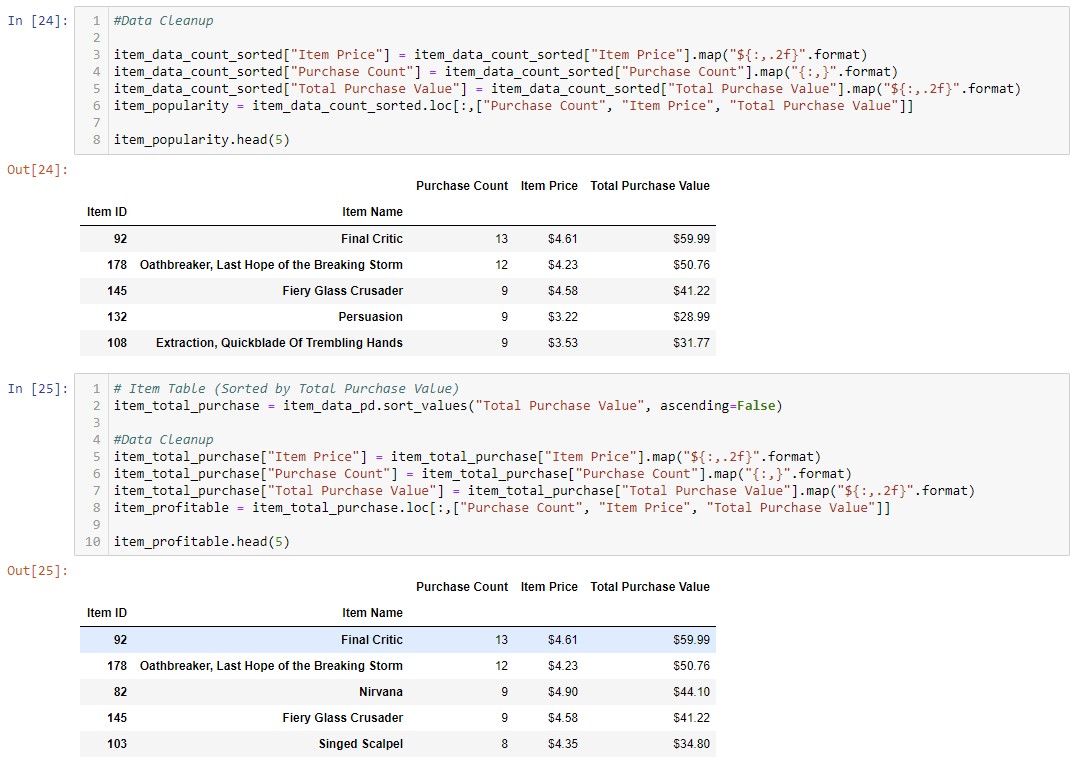 In [24]:
1 #Data Cleanup
2
3 item_data_count_sorted["Item Price"] = item_data_count_sorted["Item Price"].map("${:,.2f}".format)
4 item_data_count_sorted["Purchase Count"] = item_data_count_sorted["Purchase Count"].map("{:,}".format)
5 item_data_count_sorted["Total Purchase Value"] = item_data_count_sorted["Total Purchase Value"].map("${:,.2f}".format)
6 item_popularity = item_data_count_sorted.loc[:,["Purchase Count", "Item Price", "Total Purchase Value"]]
7
8 item_popularity.head(5)
Out[24]:
Purchase Count Item Price Total Purchase Value
Item ID Item Name
92 Final Critic 13 $4.61 $59.99
178 Oathbreaker, Last Hope of the Breaking Storm 12 $4.23 $50.76
145 Fiery Glass Crusader 9 $4.58 $41.22
132 Persuasion 9 $3.22 $28.99
108 Extraction, Quickblade Of Trembling Hands 9 $3.53 $31.77
In [25]:
1 # Item Table (Sorted by Total Purchase Value)
2 item_total_purchase = item_data_pd.sort_values("Total Purchase Value", ascending=False)
3
4 #Data Cleanup
5 item_total_purchase["Item Price"] = item_total_purchase["Item Price"].map("${:,.2f}".format)
6 item_total_purchase["Purchase Count"] = item_total_purchase["Purchase Count"].map("{:,}".format)
7 item_total_purchase["Total Purchase Value"] = item_total_purchase["Total Purchase Value"].map("${:,.2f}".format)
8 item_profitable = item_total_purchase.loc[:,["Purchase Count", "Item Price", "Total Purchase Value"]]
9
10 item_profitable.head(5)
Out[25]:
Purchase Count Item Price Total Purchase Value
Item ID Item Name
92 Final Critic 13 $4.61 $59.99
178 Oathbreaker, Last Hope of the Breaking Storm 12 $4.23 $50.76
82 Nirvana 9 $4.90 $44.10
145 Fiery Glass Crusader 9 $4.58 $41.22
103 Singed Scalpel 8 $4.35 $34.80